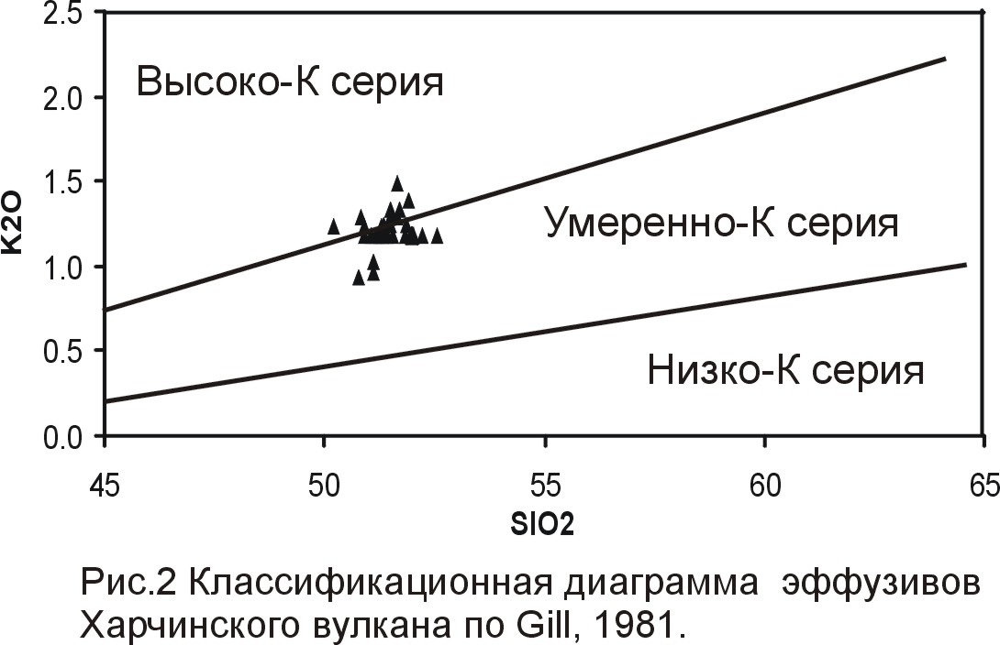 2.5
2.0
1.5
1.0
0.5
0.0
K2O
Высоко-К серия
Умеренно-К серия
Низко-К серия
45 50 55 60 65
SIO2
Рис.2 Классификационная диаграмма эффузивов
Харчинского вулкана по Gill, 1981.